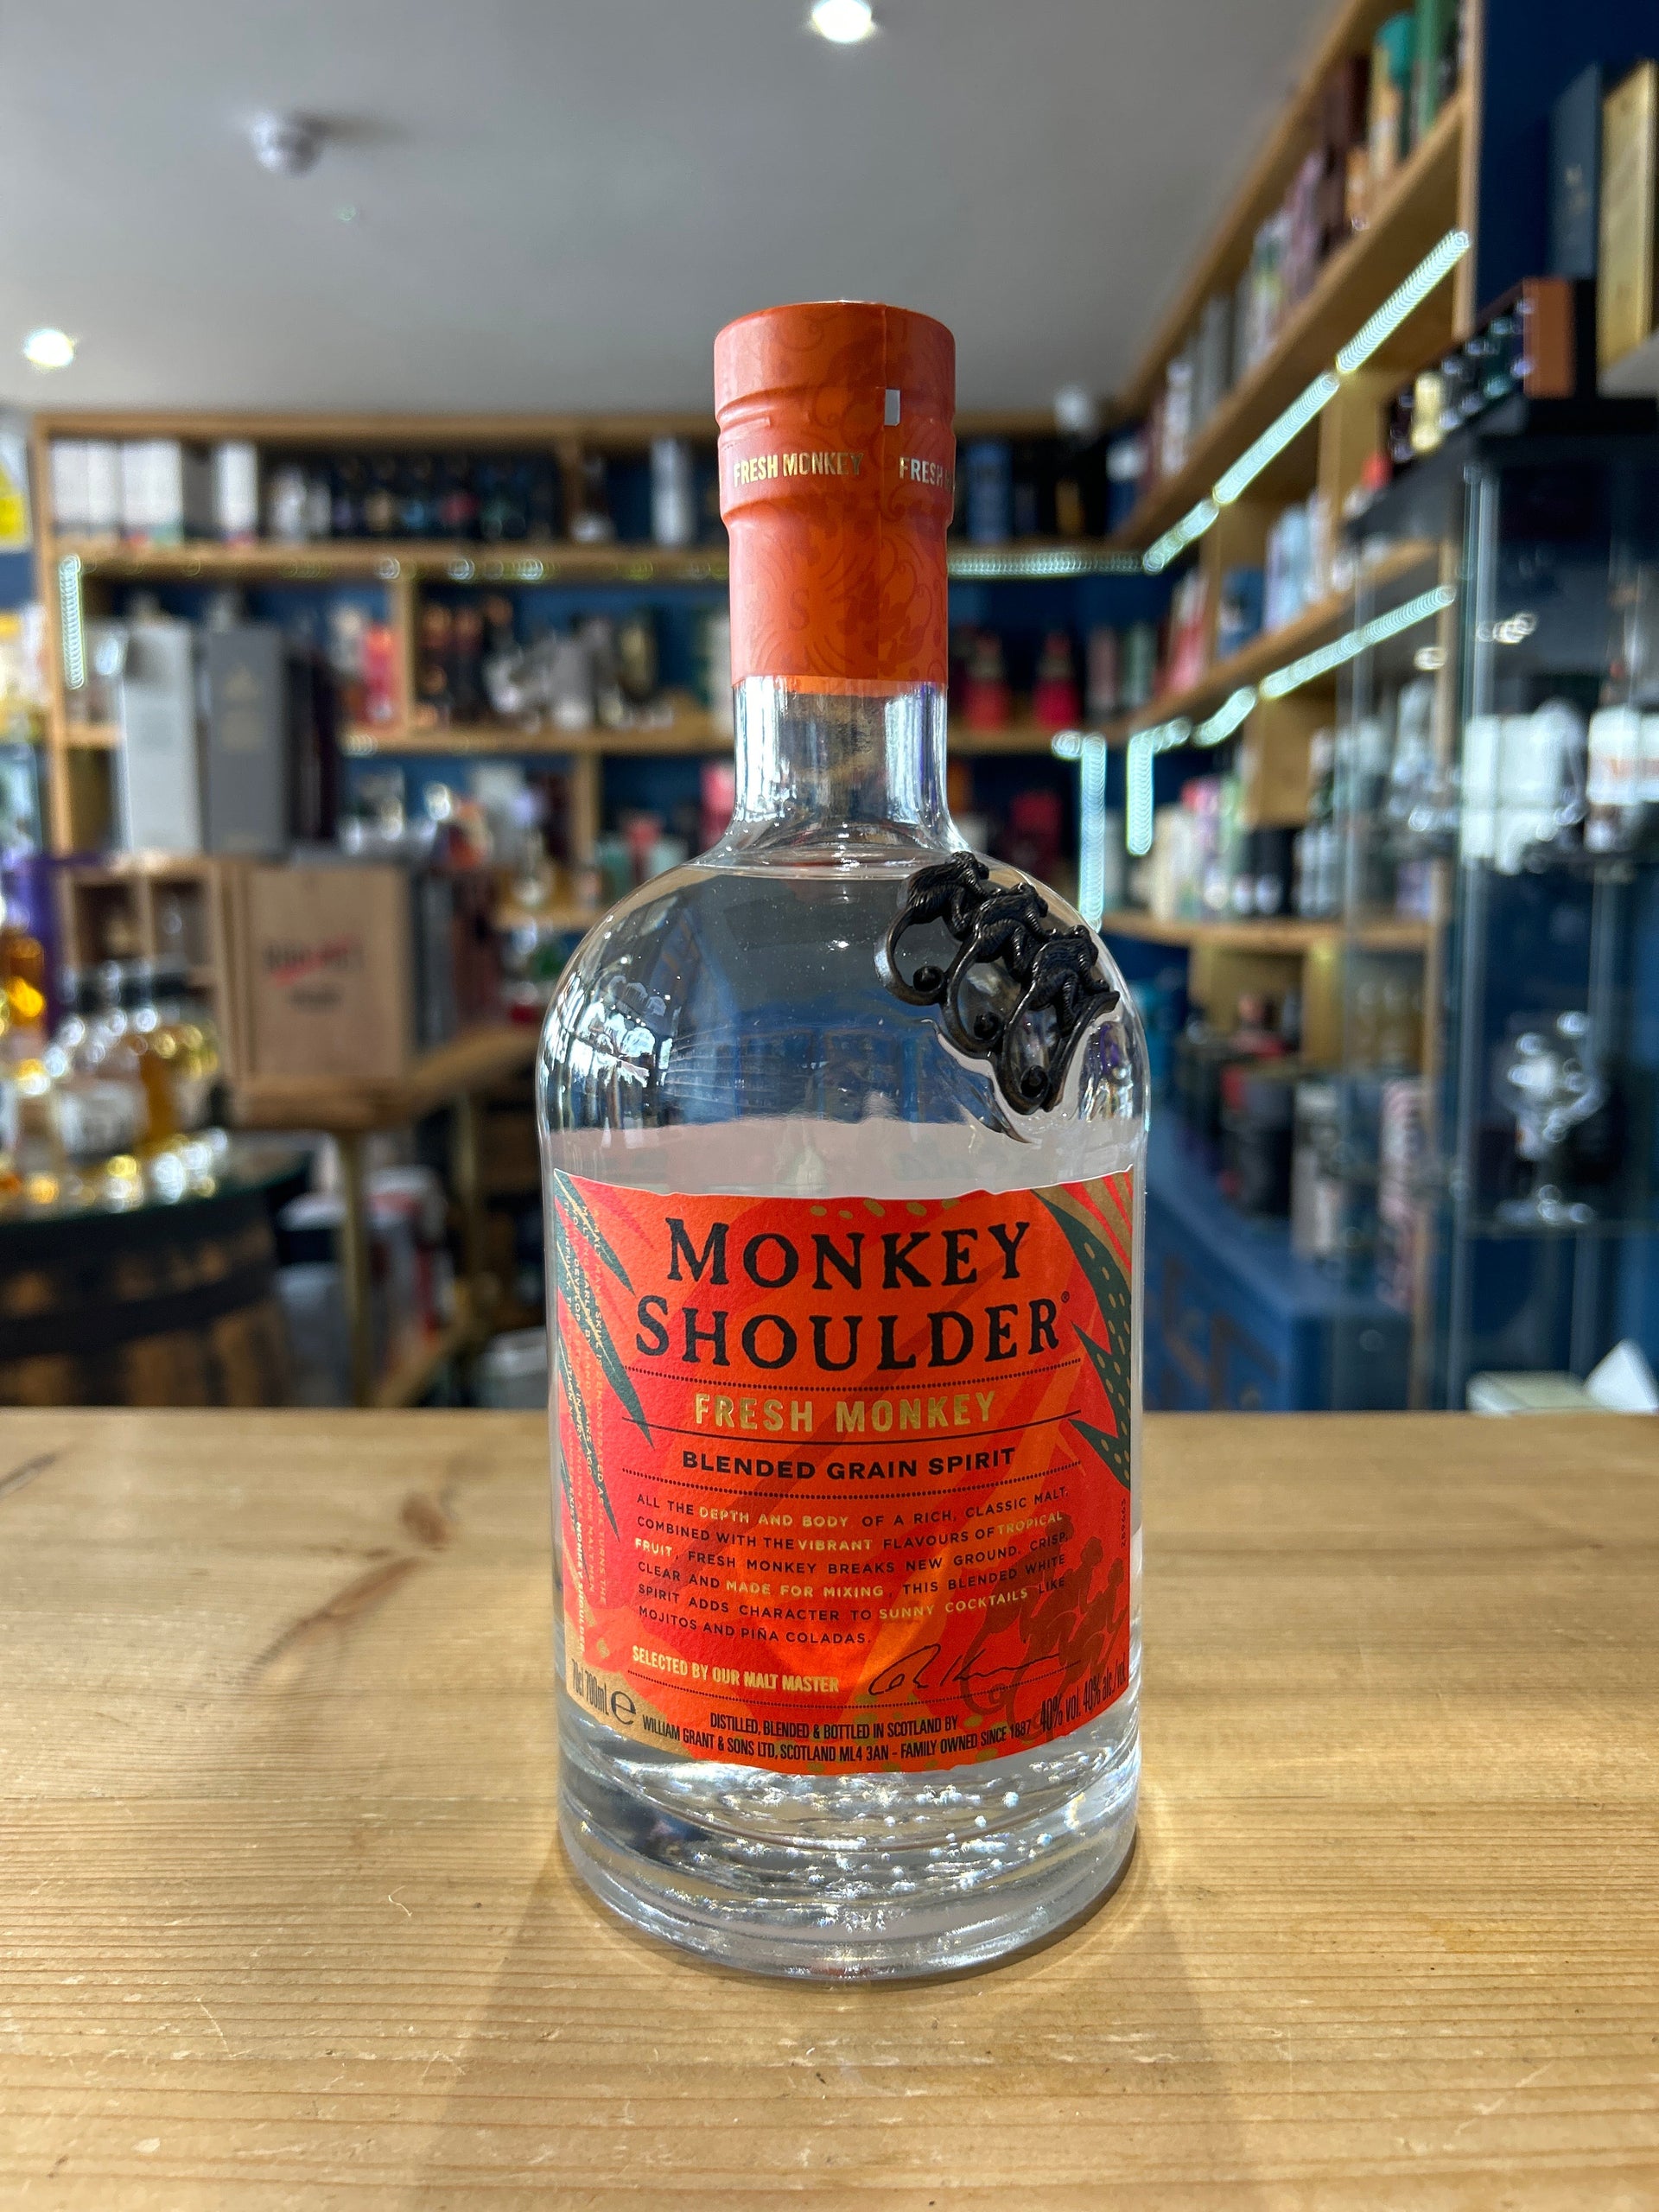 FRESH MONKEY FRESH
MONKEY
SHOULDER®
FRESH MONKEY
BLENDED GRAIN SPIRIT
ALL THE DEPTH AND BODY OF A RICH, CLASSIC MALT,
COMBINED WITH THE VIBRANT FLAVOURS OF TROPICAL
FRUIT, FRESH MONKEY BREAKS NEW GROUND. CRISP,
CLEAR AND MADE FOR MIXING, THIS BLENDED WHITE
SPIRIT ADDS CHARACTER TO SUNNY COCKTAILS LIKE
MOJITOS AND PIÑA COLADAS.
SELECTED BY OUR MALT MASTER
70cl 700ml e
40% vol. 40% alc./vol.
DISTILLED, BLENDED & BOTTLED IN SCOTLAND BY
WILLIAM GRANT & SONS LTD, SCOTLAND ML4 3AN - FAMILY OWNED SINCE 1887